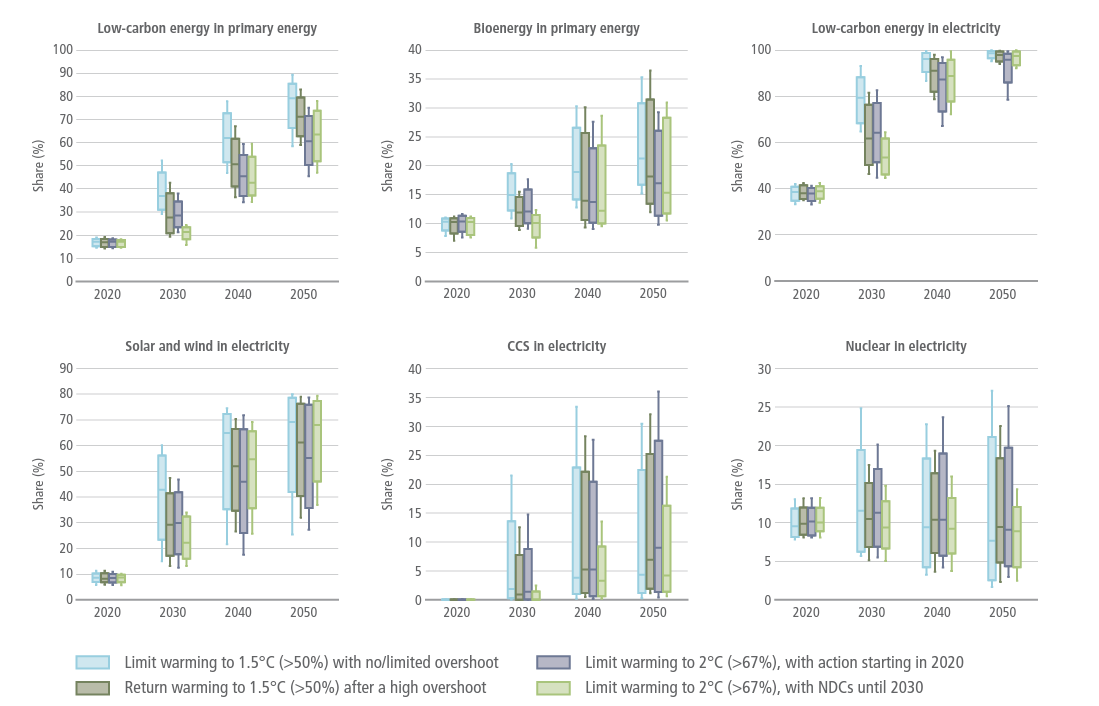 Low-carbon energy in primary energy
Bioenergy in primary energy
Low-carbon energy in electricity
Share (%)
100
90
80
70
60
50
40
30
20
10
0
2020 2030 2040 2050
Share (%)
40
35
30
25
20
15
10
5
0
2020 2030 2040 2050
Share (%)
100
80
60
40
20
0
2020 2030 2040 2050
Solar and wind in electricity
CCS in electricity
Nuclear in electricity
Share (%)
90
80
70
60
50
40
30
20
10
0
2020 2030 2040 2050
Share (%)
40
35
30
25
20
15
10
5
0
2020 2030 2040 2050
Share (%)
30
25
20
15
10
5
0
2020 2030 2040 2050
Limit warming to 1.5°C (>50%) with no/limited overshoot
Limit warming to 2°C (>67%), with action starting in 2020
Return warming to 1.5°C (>50%) after a high overshoot
Limit warming to 2°C (>67%), with NDCs until 2030